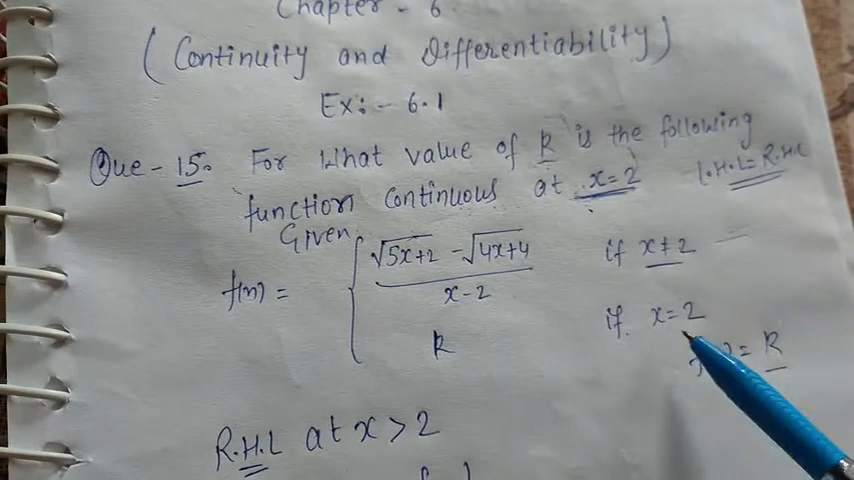 Chapter - 6
(Continuity and Differentiability)
Ex:- 6.1
Que - 15. For what value of R is the following
function continuous at x=2 L.H.L = R.H.L
Given
f(n) = { √5x+2 - √4x+4 / x-2 if x≠2
R if x=2
= R
R.H.L at x > 2